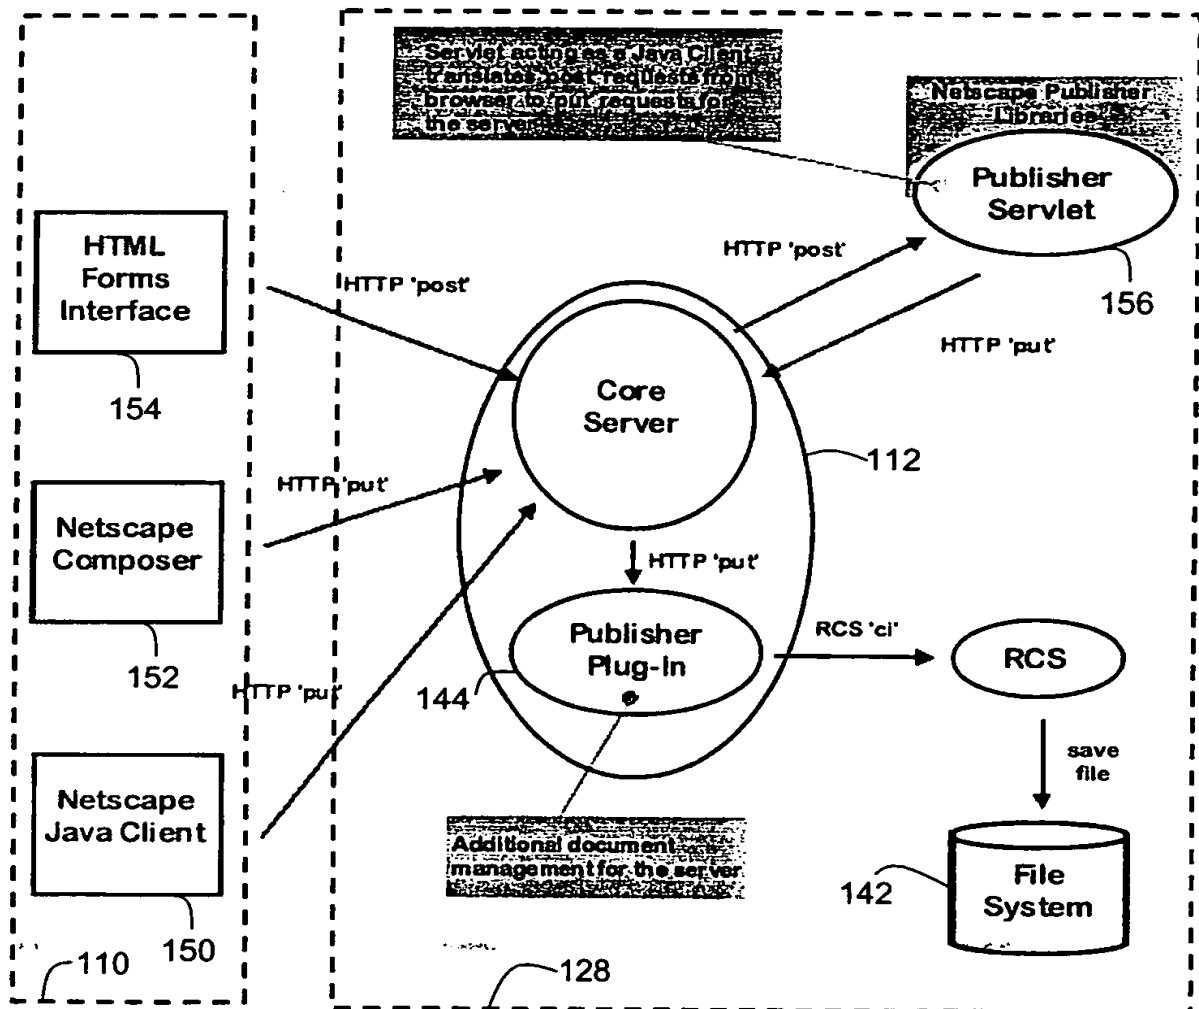 Servlet acting as a Java Client
translates 'post' requests from
browser to 'put' requests for
the server
Netscape Publisher
Libraries
Publisher
Servlet
156
HTML
Forms
Interface
154
HTTP 'post'
HTTP 'post'
HTTP 'put'
Core
Server
112
Netscape
Composer
152
HTTP 'put'
HTTP 'put'
Publisher
Plug-In
144
RCS 'ci'
RCS
HTTP 'put'
save
file
Netscape
Java Client
150
Additional document
management for the server
File
System
142
110
128